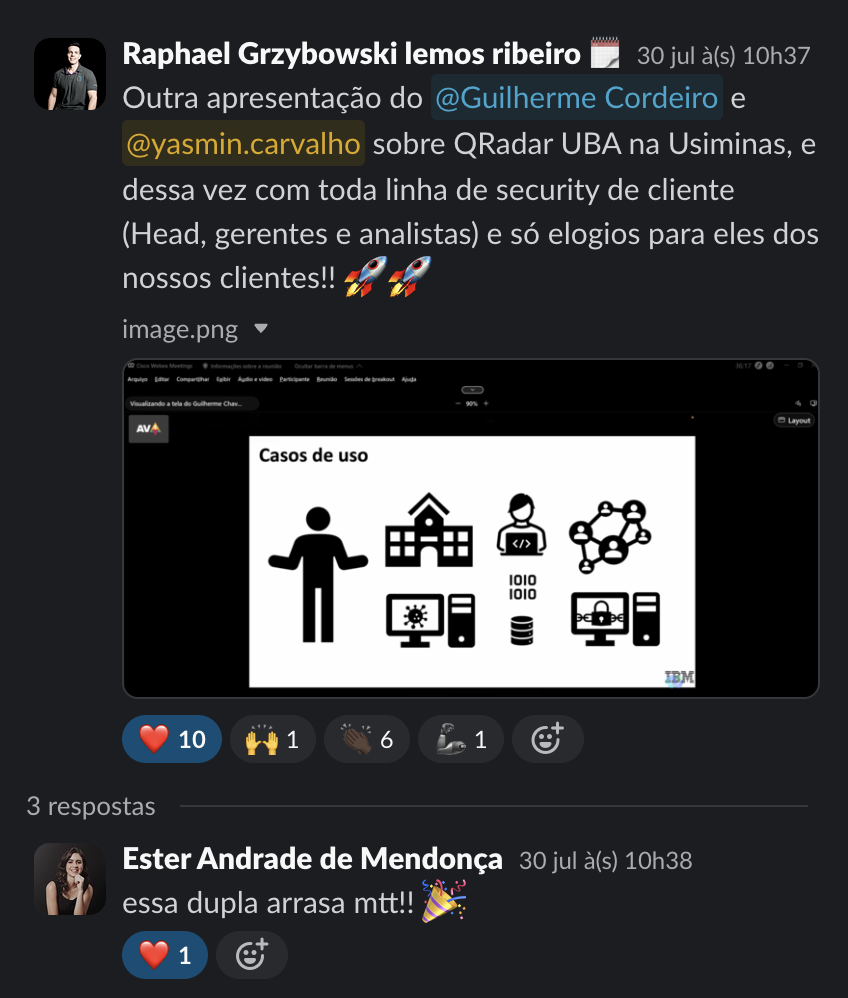 Raphael Grzybowski lemos ribeiro 30 jul à(s) 10h37
Outra apresentação do @Guilherme Cordeiro e
@yasmin.carvalho sobre QRadar UBA na Usiminas, e
dessa vez com toda linha de security de cliente
(Head, gerentes e analistas) e só elogios para eles dos
nossos clientes!! 🚀🚀
image.png
Cisco Webex Meetings Informações sobre a reunião Ocultar barra de menus 16:17
Arquivo Editar Compartilhar Exibir Áudio e vídeo Participante Reunião Sessões de breakout Ajuda
Visualizando a tela do Guilherme Chav... 90%
AVA Layout
Casos de uso
</>
1010
1010
IBM
10 1 6 1
3 respostas
Ester Andrade de Mendonça 30 jul à(s) 10h38
essa dupla arrasa mtt!! 🎉
1